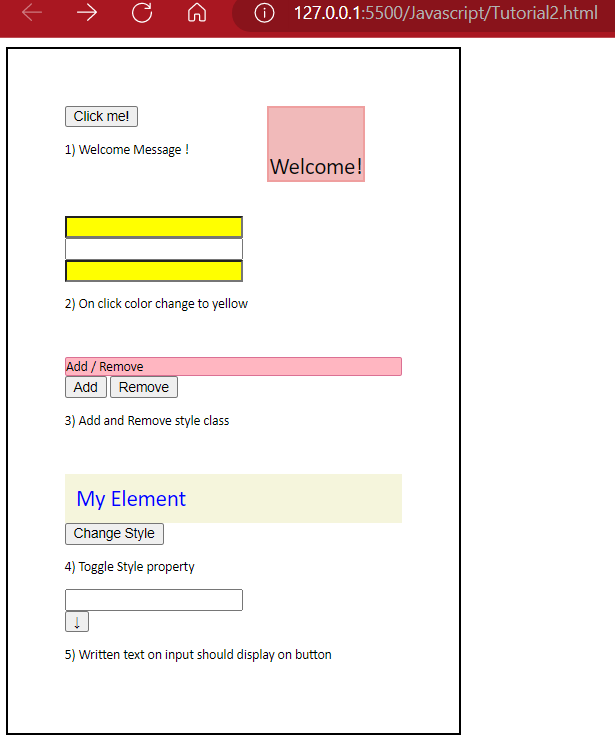 127.0.0.1:5500/Javascript/Tutorial2.html
Click me!
1) Welcome Message !
Welcome!
2) On click color change to yellow
Add / Remove
Add Remove
3) Add and Remove style class
My Element
Change Style
4) Toggle Style property
↓
5) Written text on input should display on button